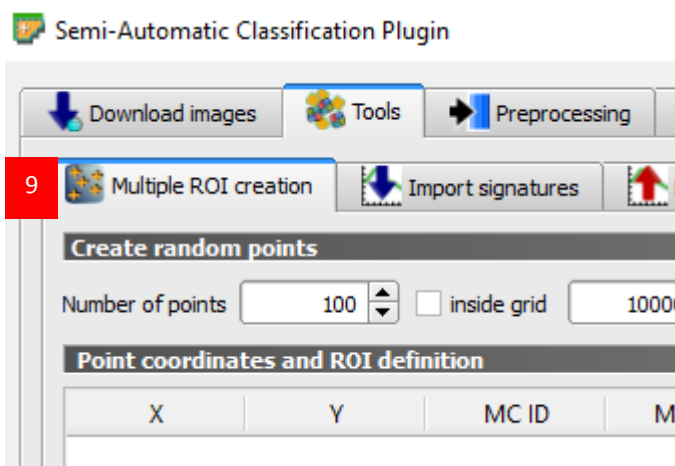 Semi-Automatic Classification Plugin
Download images Tools Preprocessing
9 Multiple ROI creation Import signatures
Create random points
Number of points 100 inside grid 1000
Point coordinates and ROI definition
X Y MC ID M